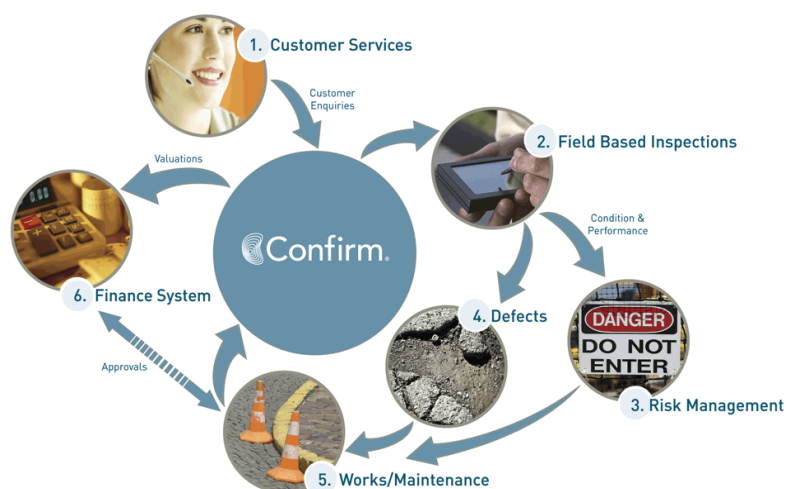 1. Customer Services
Customer
Enquiries
2. Field Based Inspections
Valuations
Condition &
Performance
Confirm.
6. Finance System
4. Defects
DANGER
DO NOT
ENTER
Approvals
3. Risk Management
5. Works/Maintenance